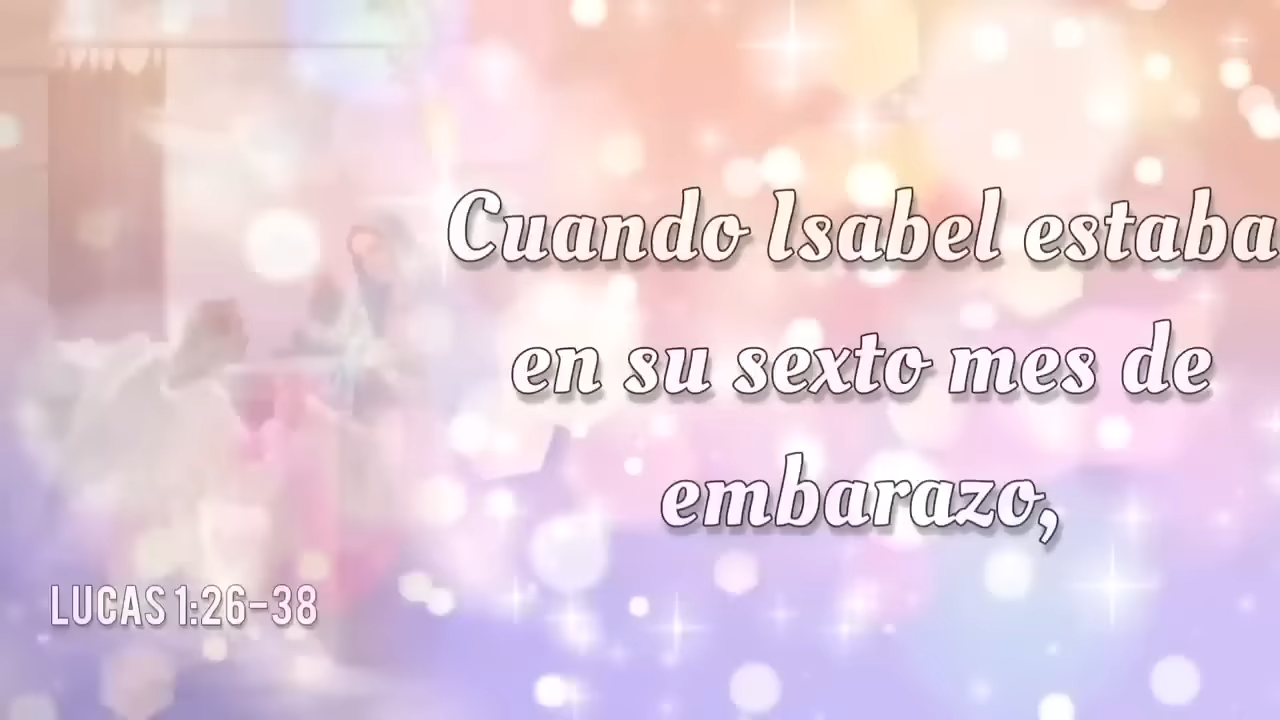 Cuando Isabel estaba
en su sexto mes de
embarazo,
LUCAS 1:26-38